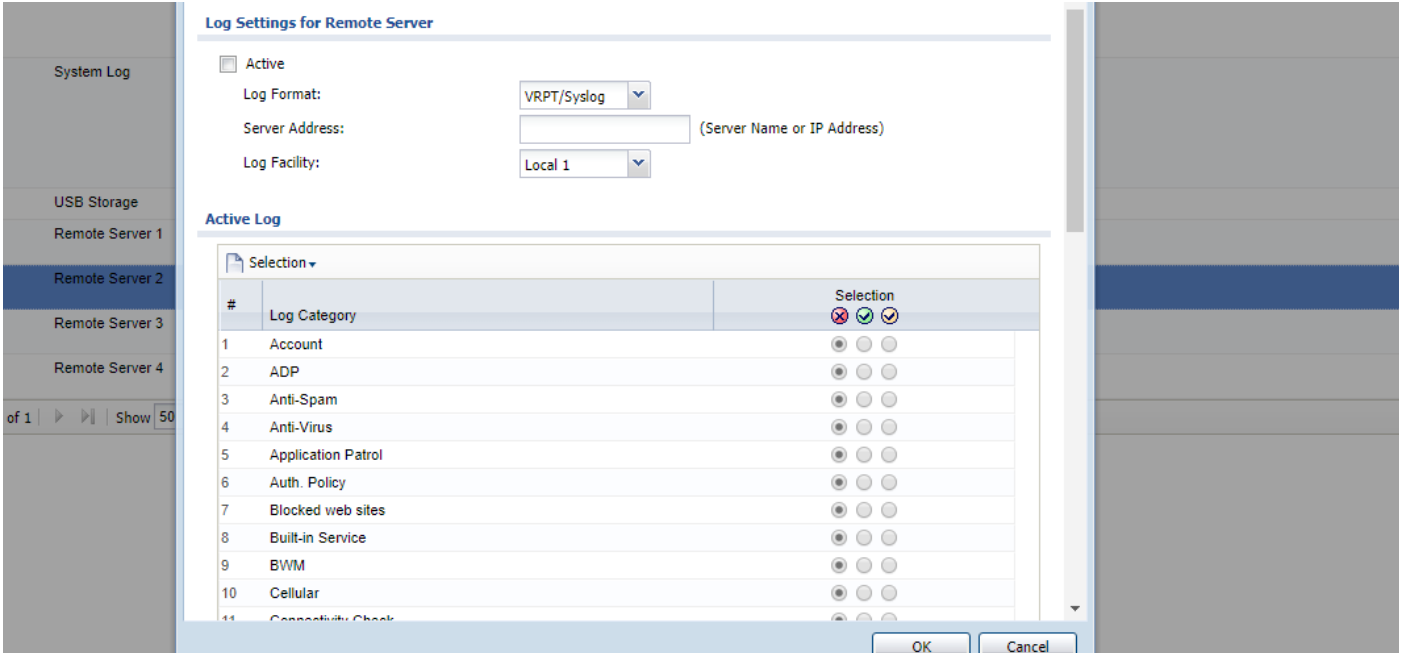 Log Settings for Remote Server
Active
System Log
Log Format: VRPT/Syslog
Server Address: (Server Name or IP Address)
Log Facility: Local 1
USB Storage
Active Log
Remote Server 1
Selection
Remote Server 2
# Log Category Selection
Remote Server 3
1 Account
Remote Server 4
2 ADP
3 Anti-Spam
of 1 Show 50
4 Anti-Virus
5 Application Patrol
6 Auth. Policy
7 Blocked web sites
8 Built-in Service
9 BWM
10 Cellular
11 Connectivity Check
OK Cancel